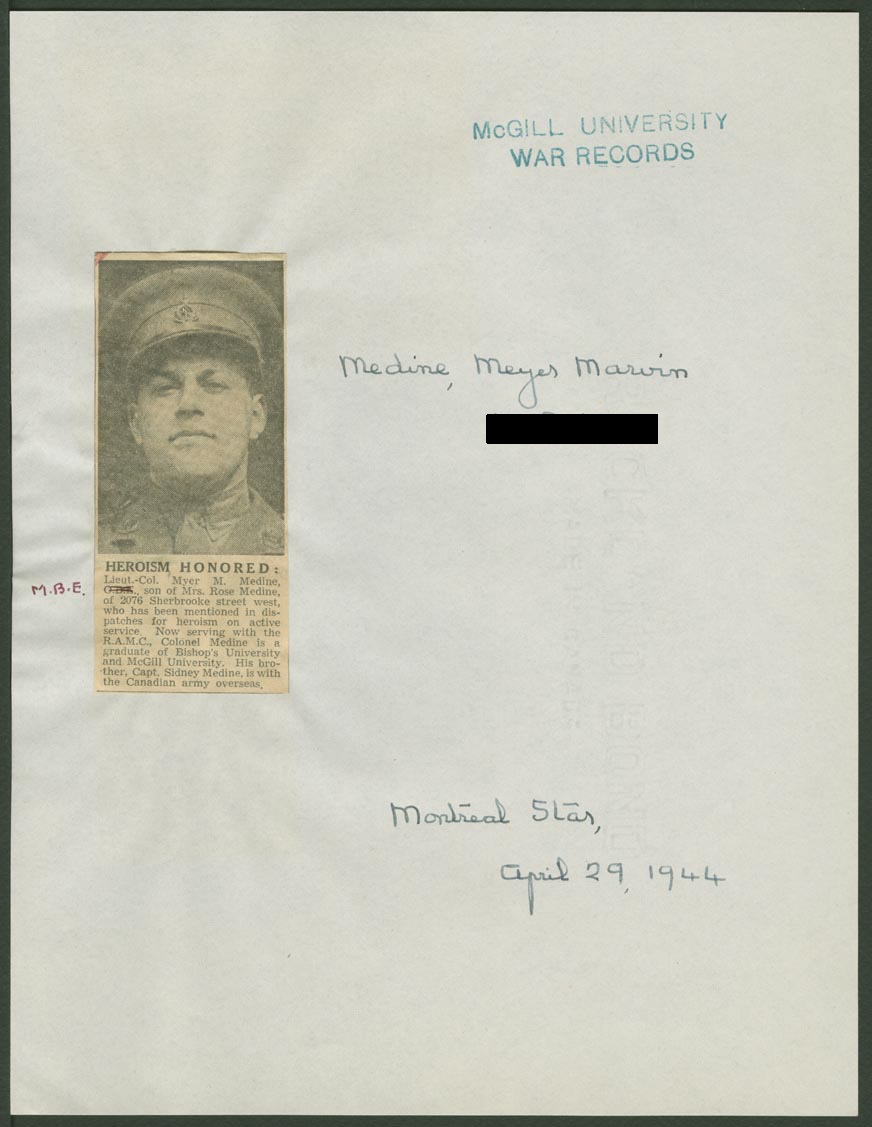 McGILL UNIVERSITY
WAR RECORDS
Medine, Meyer Marvin
HEROISM HONORED:
Lieut.-Col. Myer M. Medine,
M.B.E. O.B.E., son of Mrs. Rose Medine,
of 2076 Sherbrooke street west,
who has been mentioned in dis-
patches for heroism on active
service. Now serving with the
R.A.M.C., Colonel Medine is a
graduate of Bishop's University
and McGill University. His bro-
ther, Capt. Sidney Medine, is with
the Canadian army overseas.
Montreal Star,
April 29, 1944